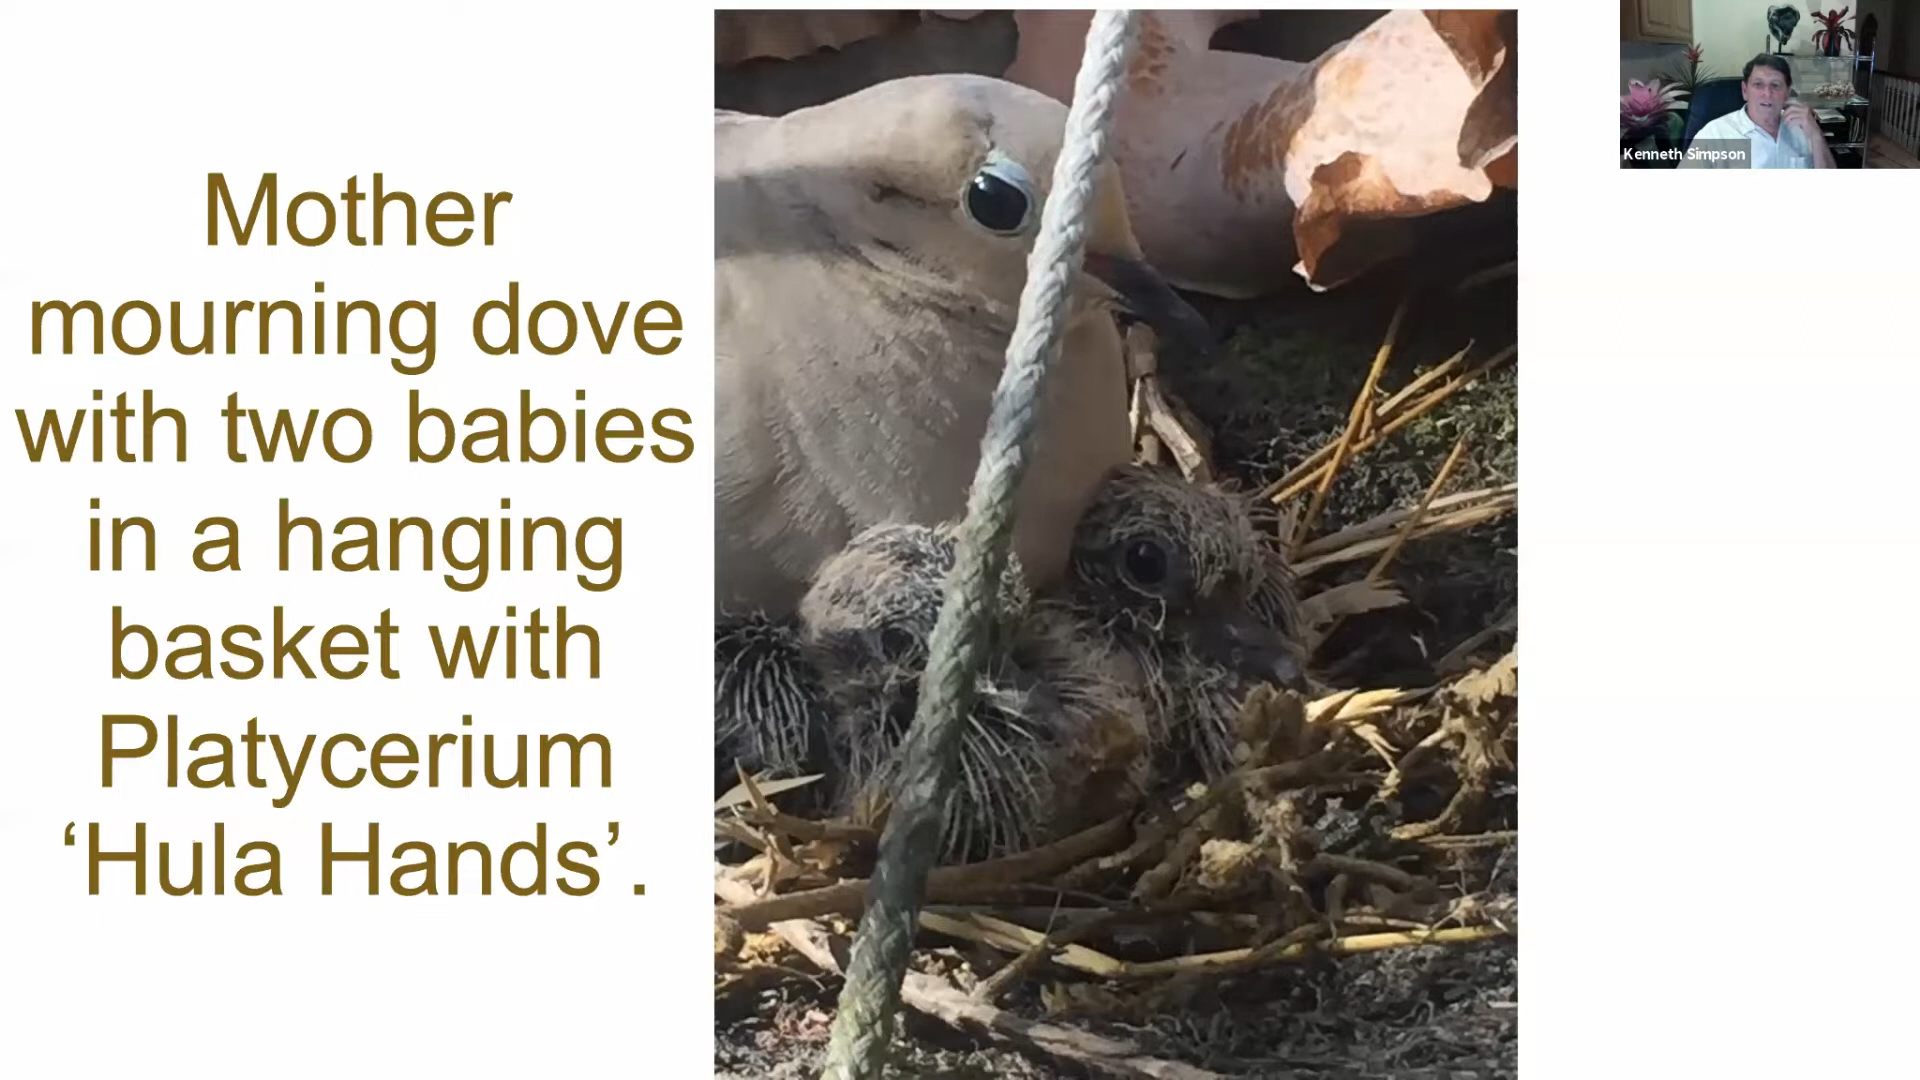 Mother
mourning dove
with two babies
in a hanging
basket with
Platycerium
‘Hula Hands’.
Kenneth Simpson